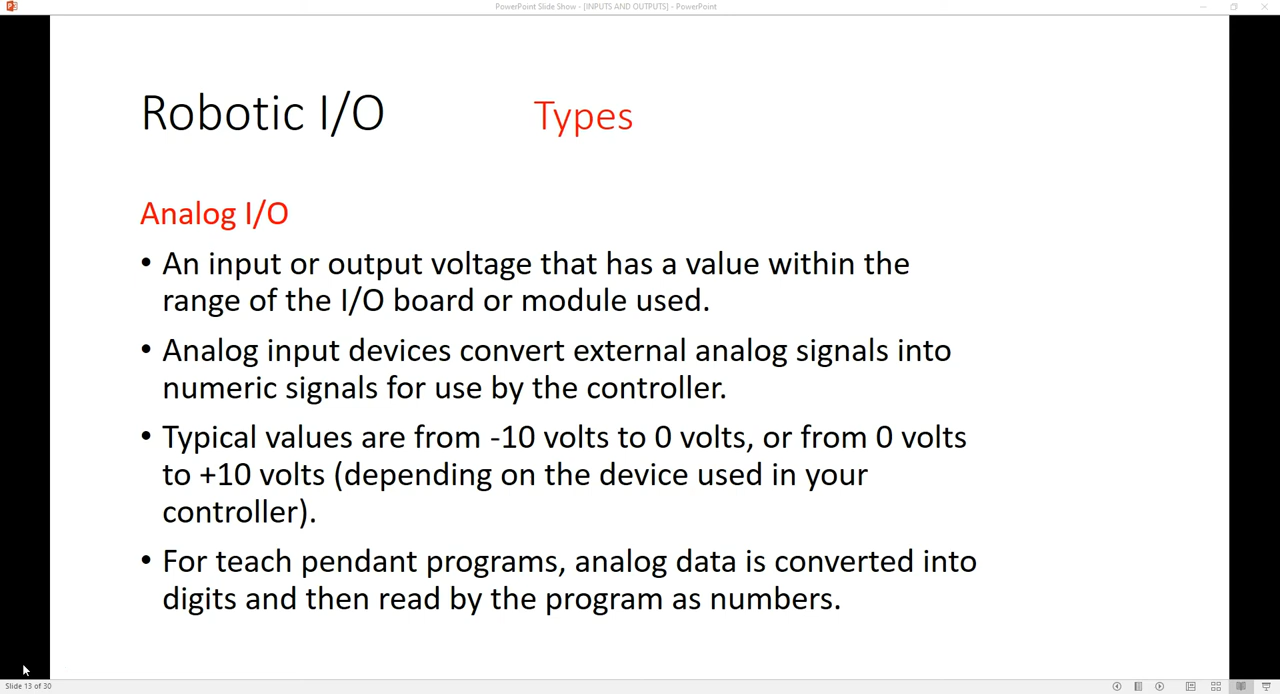 PowerPoint Slide Show - [INPUTS AND OUTPUTS] - PowerPoint
Robotic I/O Types
Analog I/O
• An input or output voltage that has a value within the
range of the I/O board or module used.
• Analog input devices convert external analog signals into
numeric signals for use by the controller.
• Typical values are from -10 volts to 0 volts, or from 0 volts
to +10 volts (depending on the device used in your
controller).
• For teach pendant programs, analog data is converted into
digits and then read by the program as numbers.
Slide 13 of 30